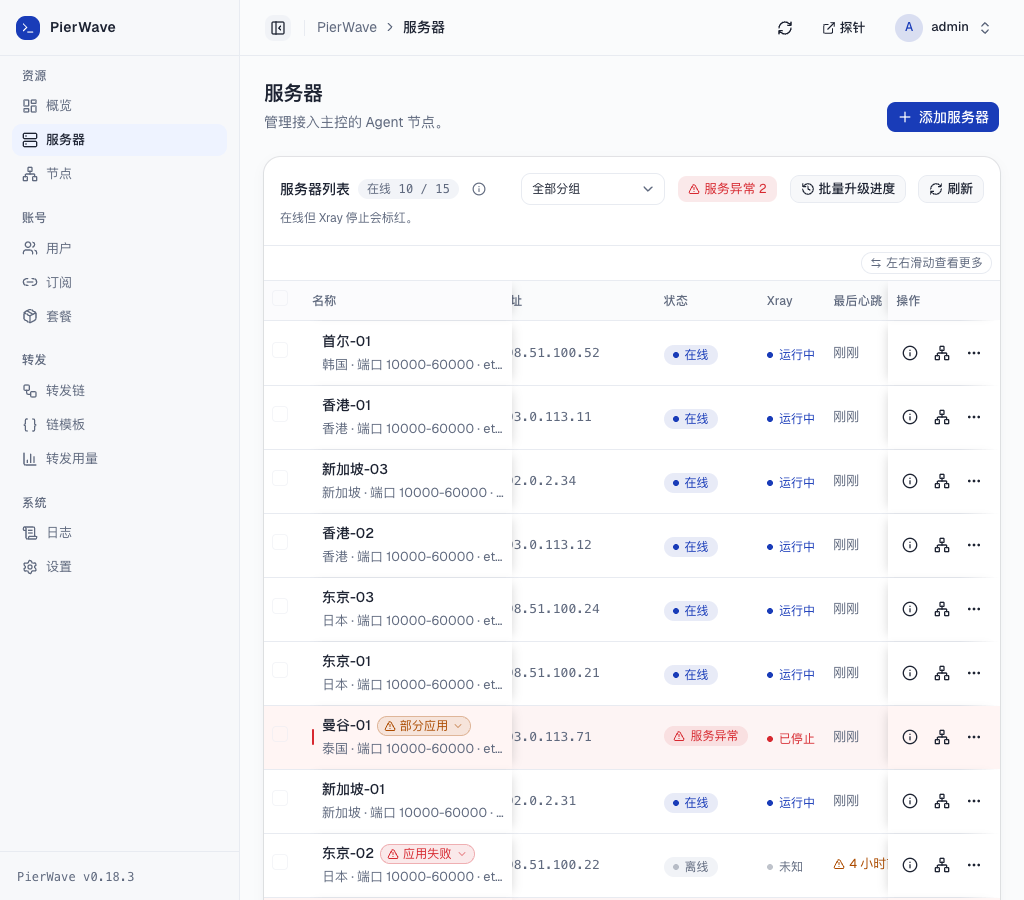 PierWave
资源
概览
服务器
节点
账号
用户
订阅
套餐
转发
转发链
链模板
转发用量
系统
日志
设置
PierWave v0.18.3
PierWave > 服务器
探针
A admin
服务器
管理接入主控的 Agent 节点。
添加服务器
服务器列表 在线 10 / 15
全部分组
服务异常 2
批量升级进度
刷新
在线但 Xray 停止会标红。
左右滑动查看更多
名称 址 状态 Xray 最后心跳 操作
首尔-01
韩国 · 端口 10000-60000 · et…
8.51.100.52 在线 运行中 刚刚
香港-01
香港 · 端口 10000-60000 · et…
3.0.113.11 在线 运行中 刚刚
新加坡-03
新加坡 · 端口 10000-60000 · …
2.0.2.34 在线 运行中 刚刚
香港-02
香港 · 端口 10000-60000 · et…
3.0.113.12 在线 运行中 刚刚
东京-03
日本 · 端口 10000-60000 · et…
8.51.100.24 在线 运行中 刚刚
东京-01
日本 · 端口 10000-60000 · et…
8.51.100.21 在线 运行中 刚刚
曼谷-01 部分应用
泰国 · 端口 10000-60000 · et…
3.0.113.71 服务异常 已停止 刚刚
新加坡-01
新加坡 · 端口 10000-60000 · …
2.0.2.31 在线 运行中 刚刚
东京-02 应用失败
日本 · 端口 10000-60000 · et…
8.51.100.22 离线 未知 4 小时